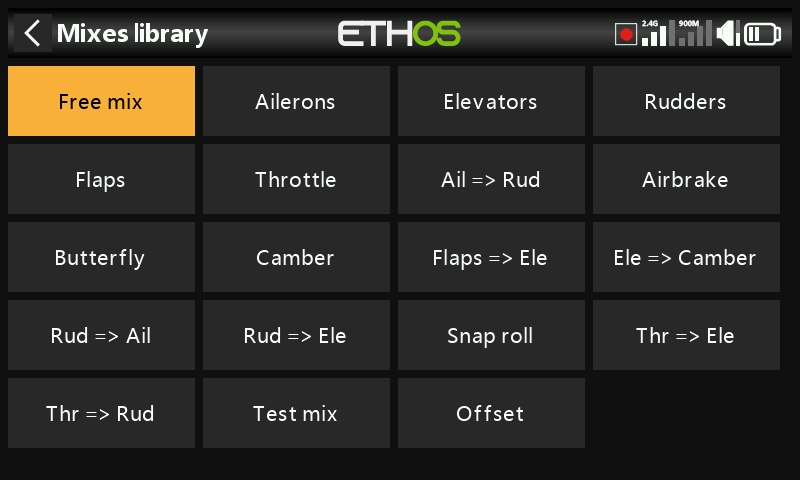 Mixes library
ETHOS
2.4G
900M
Free mix
Ailerons
Elevators
Rudders
Flaps
Throttle
Ail => Rud
Airbrake
Butterfly
Camber
Flaps => Ele
Ele => Camber
Rud => Ail
Rud => Ele
Snap roll
Thr => Ele
Thr => Rud
Test mix
Offset